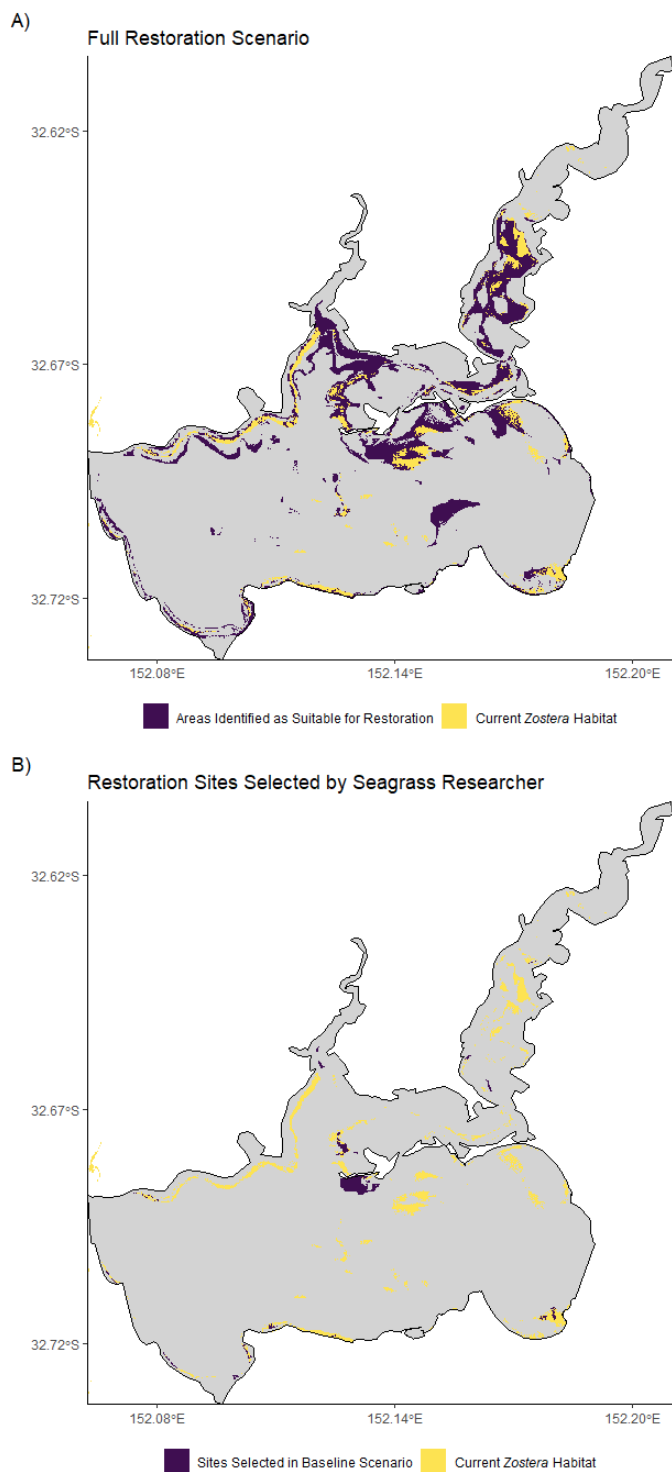 A)
Full Restoration Scenario
32.62°S
32.67°S
32.72°S
152.08°E 152.14°E 152.20°E
Areas Identified as Suitable for Restoration Current Zostera Habitat
B)
Restoration Sites Selected by Seagrass Researcher
32.62°S
32.67°S
32.72°S
152.08°E 152.14°E 152.20°E
Sites Selected in Baseline Scenario Current Zostera Habitat